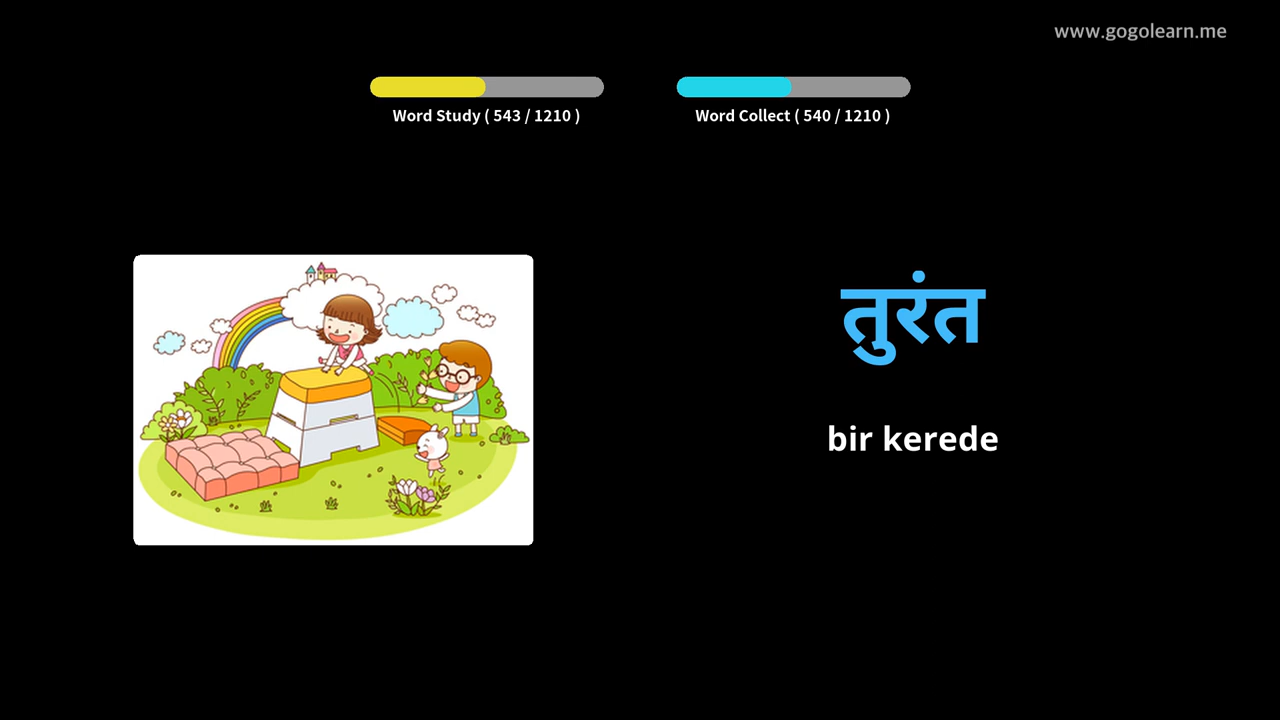 www.gogolearn.me
Word Study ( 543 / 1210 )
Word Collect ( 540 / 1210 )
तुरंत
bir kerede